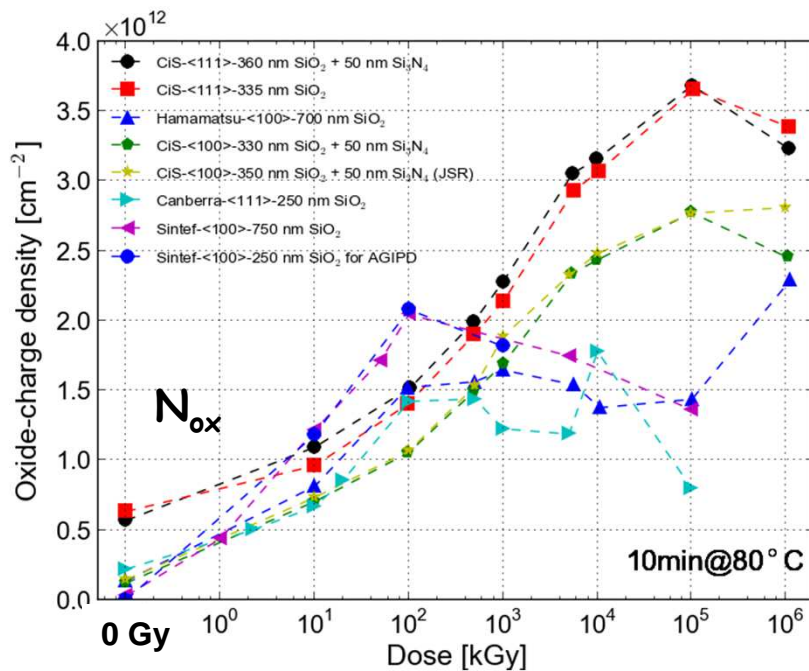 ×10¹²
4.0
3.5
3.0
2.5
2.0
1.5
1.0
0.5
0.0
Oxide-charge density [cm⁻²]
CiS-<111>-360 nm SiO₂ + 50 nm Si₃N₄
CiS-<111>-335 nm SiO₂
Hamamatsu-<100>-700 nm SiO₂
CiS-<100>-330 nm SiO₂ + 50 nm Si₃N₄
CiS-<100>-350 nm SiO₂ + 50 nm Si₃N₄ (JSR)
Canberra-<111>-250 nm SiO₂
Sintef-<100>-750 nm SiO₂
Sintef-<100>-250 nm SiO₂ for AGIPD
Nₒₓ
10min@80°C
0 Gy 10⁰ 10¹ 10² 10³ 10⁴ 10⁵ 10⁶
Dose [kGy]